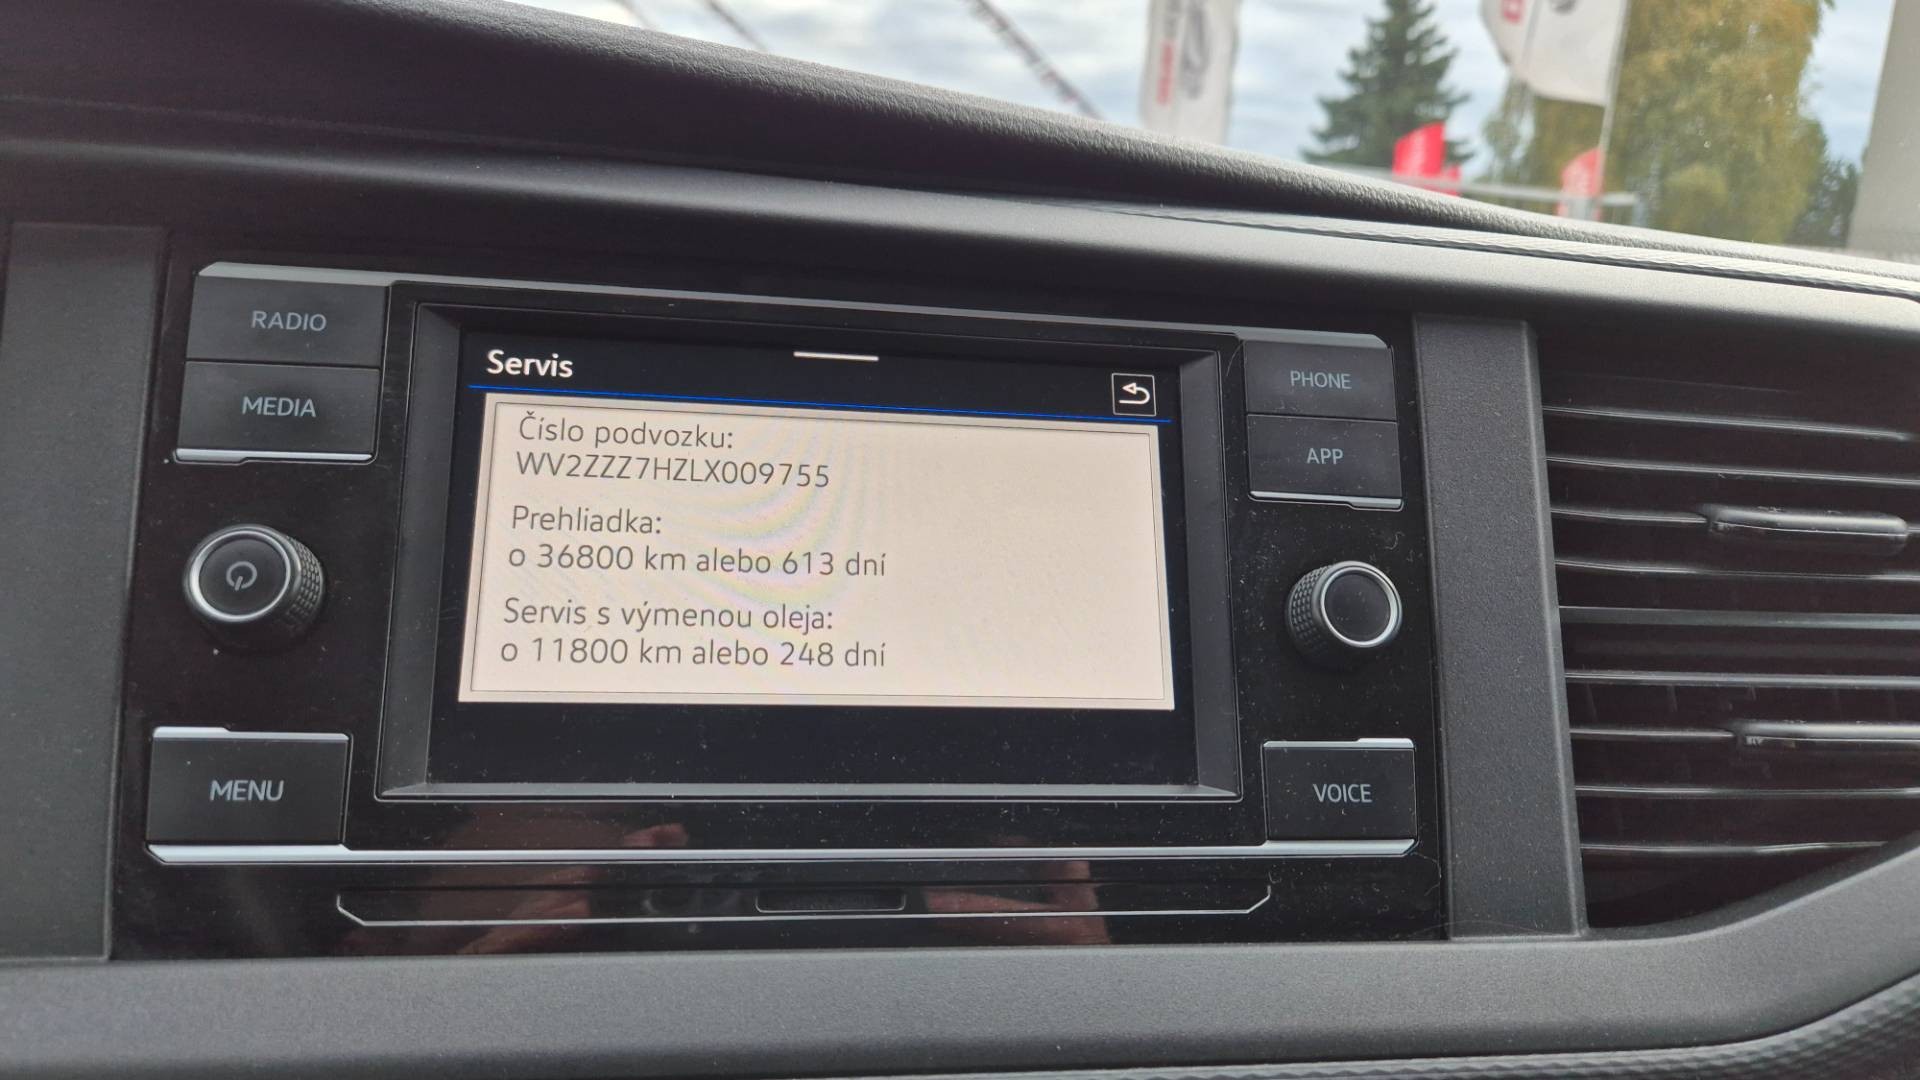 RADIO
MEDIA
MENU
Servis
Číslo podvozku:
WV2ZZZ7HZLX009755
Prehliadka:
o 36800 km alebo 613 dní
Servis s výmenou oleja:
o 11800 km alebo 248 dní
PHONE
APP
VOICE